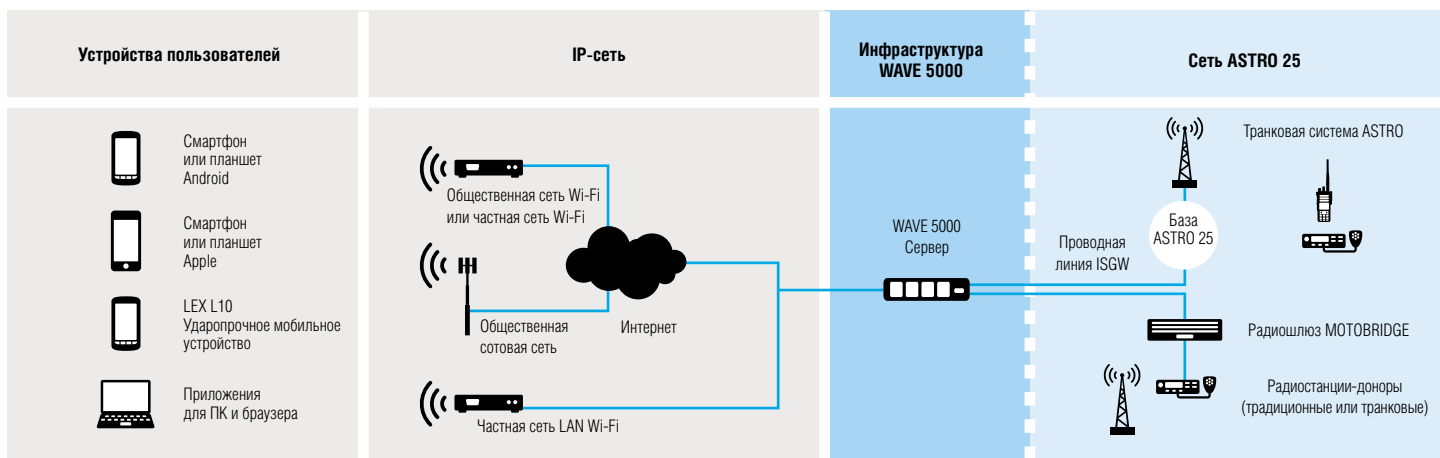 Устройства пользователей
IP-сеть
Инфраструктура
WAVE 5000
Сеть ASTRO 25
Смартфон
или планшет
Android
Смартфон
или планшет
Apple
LEX L10
Ударопрочное мобильное
устройство
Приложения
для ПК и браузера
Общественная сеть Wi-Fi
или частная сеть Wi-Fi
Общественная
сотовая сеть
Интернет
Частная сеть LAN Wi-Fi
WAVE 5000
Сервер
Проводная
линия ISGW
База
ASTRO 25
Транковая система ASTRO
Радиошлюз MOTOBRIDGE
Радиостанции-доноры
(традиционные или транковые)